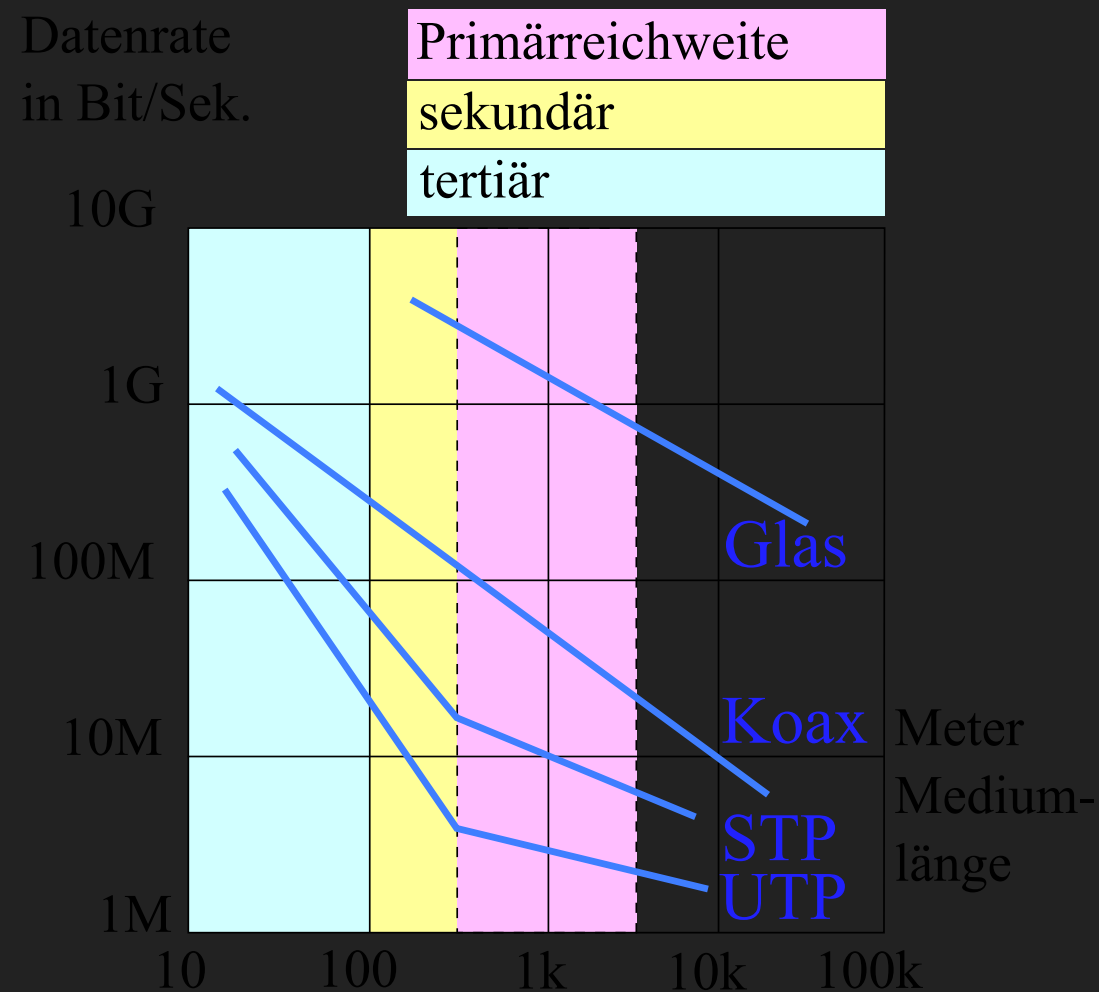 Datenrate
in Bit/Sek.
Primärreichweite
sekundär
tertiär
10G
1G
100M
10M
1M
Glas
Koax
STP
UTP
Meter
Medium-
länge
10
100
1k
10k
100k